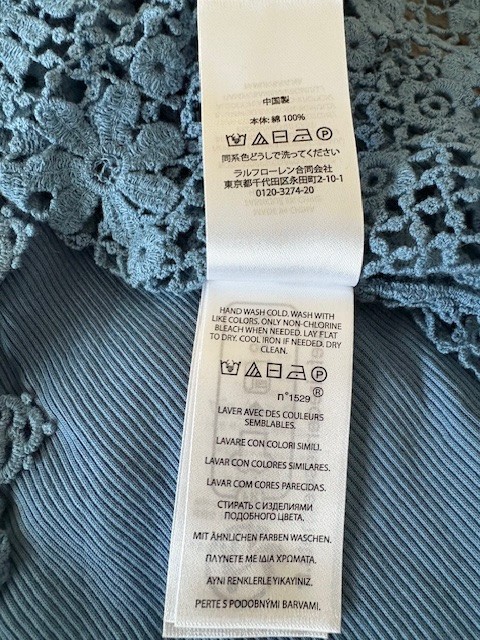 中国製
本体: 綿 100%
同系色どうしで洗ってください
ラルフローレン合同会社
東京都千代田区永田町2-10-1
0120-3274-20
HAND WASH COLD. WASH WITH
LIKE COLORS. ONLY NON-CHLORINE
BLEACH WHEN NEEDED. LAY FLAT
TO DRY. COOL IRON IF NEEDED. DRY
CLEAN.
®
n°1529
LAVER AVEC DES COULEURS
SEMBLABLES.
LAVARE CON COLORI SIMILI.
LAVAR CON COLORES SIMILARES.
LAVAR COM CORES PARECIDAS.
СТИРАТЬ С ИЗДЕЛИЯМИ
ПОДОБНОГО ЦВЕТА.
MIT ÄHNLICHEN FARBEN WASCHEN.
ΠΛΥΝΕΤΕ ΜΕ ΙΔΙΑ ΧΡΩΜΑΤΑ.
AYNI RENKLERLE YIKAYINIZ.
PERTE S PODOBNÝMI BARVAMI.